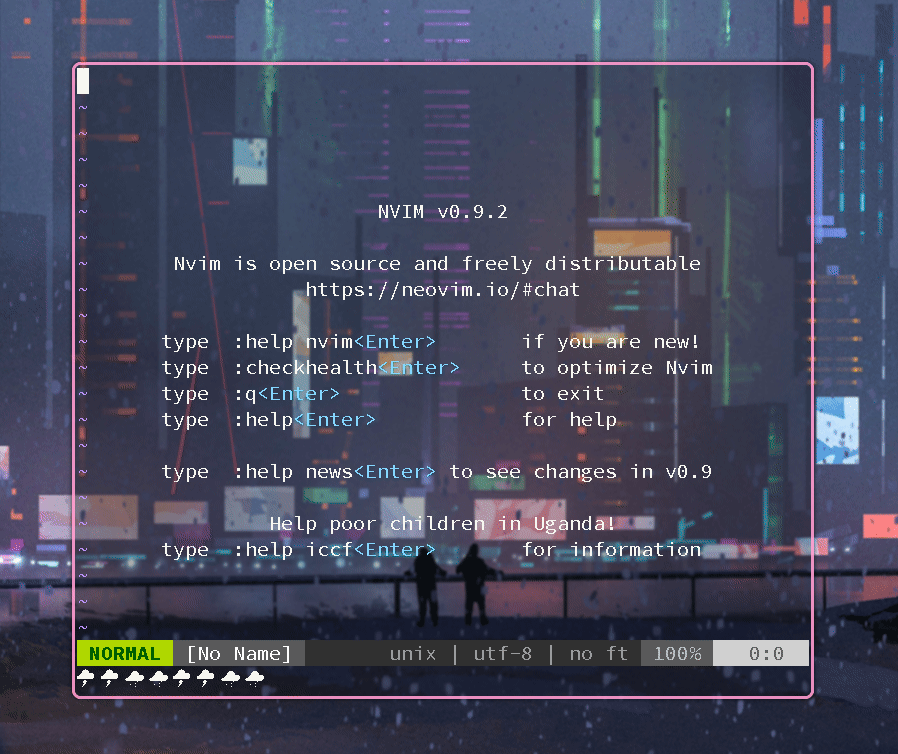 NVIM v0.9.2
Nvim is open source and freely distributable
https://neovim.io/#chat
type  :help nvim<Enter>       if you are new!
type  :checkhealth<Enter>     to optimize Nvim
type  :q<Enter>               to exit
type  :help<Enter>            for help
type  :help news<Enter> to see changes in v0.9
Help poor children in Uganda!
type  :help iccf<Enter>       for information
NORMAL [No Name] unix | utf-8 | no ft 100% 0:0